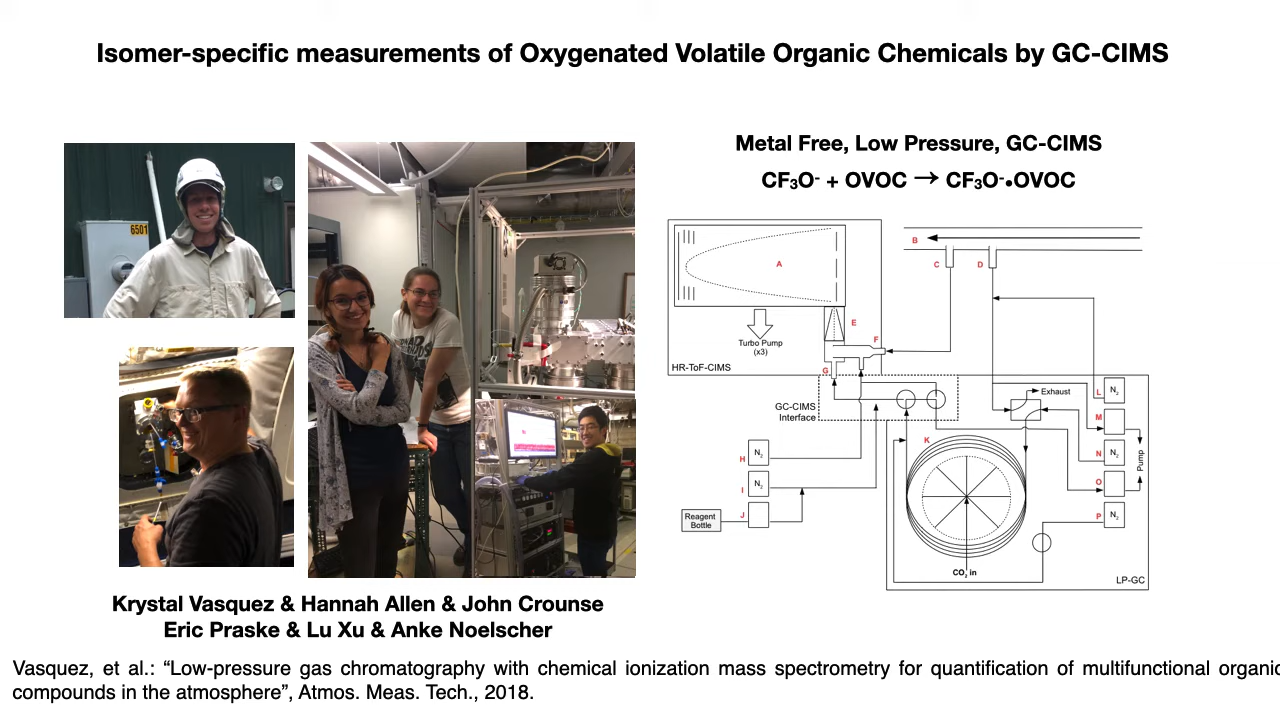 Isomer-specific measurements of Oxygenated Volatile Organic Chemicals by GC-CIMS
Metal Free, Low Pressure, GC-CIMS
CF₃O⁻ + OVOC → CF₃O⁻•OVOC
6501
A
B
C
D
E
F
G
Turbo Pump
(x3)
HR-ToF-CIMS
GC-CIMS
Interface
Exhaust
L N₂
M
N N₂
O
P N₂
Pump
K
H N₂
I N₂
J
Reagent
Bottle
CO₂ in
LP-GC
Krystal Vasquez & Hannah Allen & John Crounse
Eric Praske & Lu Xu & Anke Noelscher
Vasquez, et al.: “Low-pressure gas chromatography with chemical ionization mass spectrometry for quantification of multifunctional organic
compounds in the atmosphere”, Atmos. Meas. Tech., 2018.